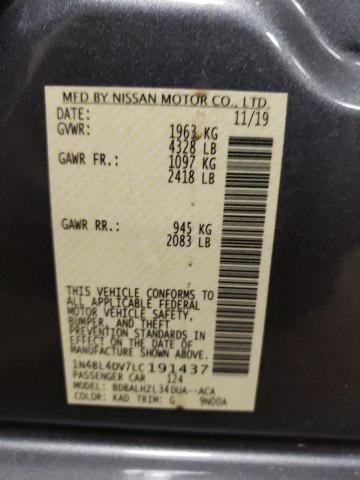 MFD BY NISSAN MOTOR CO., LTD.
DATE: 11/19
GVWR: 1963 KG
4328 LB
GAWR FR.: 1097 KG
2418 LB
GAWR RR.: 945 KG
2083 LB
THIS VEHICLE CONFORMS TO
ALL APPLICABLE FEDERAL
MOTOR VEHICLE SAFETY,
BUMPER, AND THEFT
PREVENTION STANDARDS
IN EFFECT ON THE DATE OF
MANUFACTURE SHOWN ABOVE.
1N4BL4DV7LC191437
PASSENGER CAR 124
MODEL: BDBALHZL34DUA--ACA
COLOR: KAD TRIM: G 9N00A